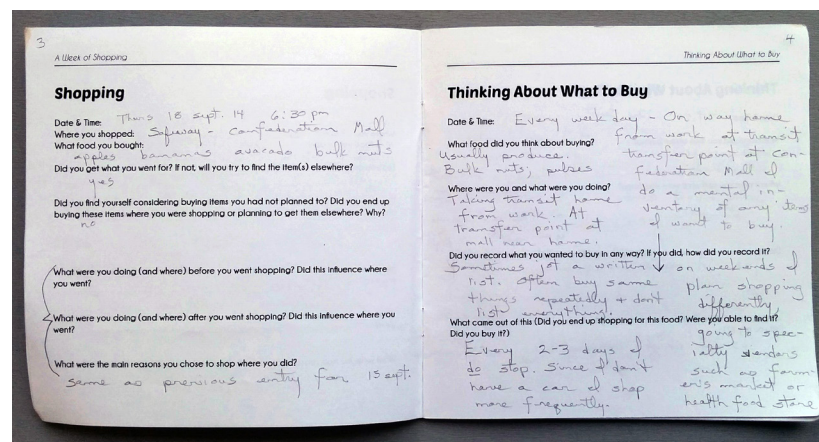 3
A Week of Shopping
Shopping
Date & Time: Thurs 18 sept. 14 6:30 pm
Where you shopped: Safeway - Confederation Mall
What food you bought:
apples bananas avacado bulk nuts
Did you get what you went for? If not, will you try to find the item(s) elsewhere?
yes
Did you find yourself considering buying items you had not planned to? Did you end up
buying these items where you were shopping or planning to get them elsewhere? Why?
no
What were you doing (and where) before you went shopping? Did this influence where
you went?
What were you doing (and where) after you went shopping? Did this influence where you
went?
What were the main reasons you chose to shop where you did?
same as previous entry for 15 sept.
4
Thinking About What to Buy
Thinking About What to Buy
Date & Time: Every week day - On way home
from work at transit
What food did you think about buying?
Usually produce.
Bulk nuts, pulses
transfer point at Con-
federation Mall I
Where were you and what were you doing?
Taking transit home
from work. At
transfer point at
mall near home.
do a mental in-
ventory of any items
I want to buy.
Did you record what you wanted to buy in any way? If you did, how did you record it?
Sometimes jot a written
list. Often buy same
things repeatedly & don't
list everything.
on weekends I
plan shopping
differently,
What came out of this (Did you end up shopping for this food? Were you able to find it?
Did you buy it?)
Every 2-3 days I
do stop. Since I don't
have a car I shop
more frequently.
going to spec-
ialty vendors
such as farm-
er's market or
health food store